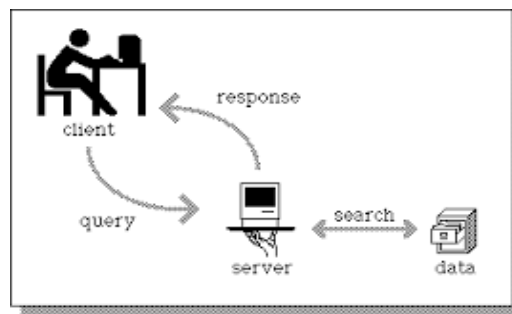 response
client
query
search
server
data